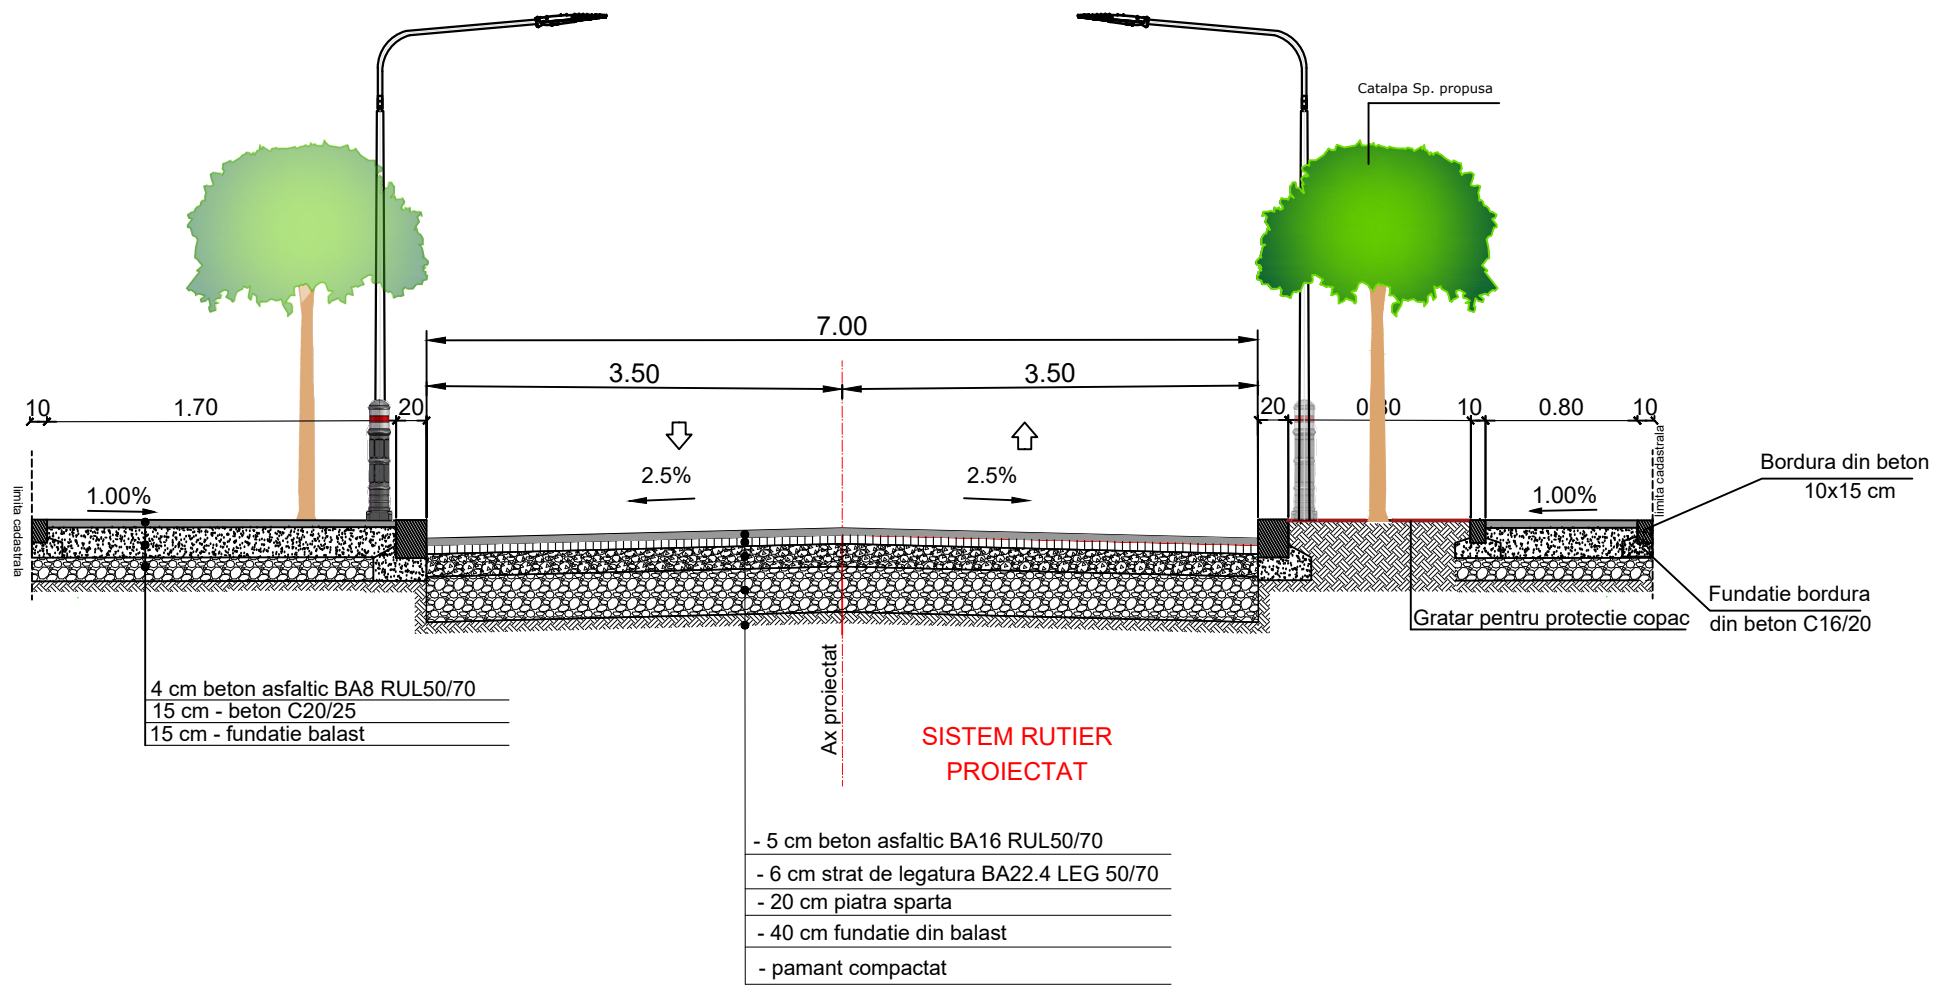 Catalpa Sp. propusa
7.00
3.50
3.50
10
1.70
20
20
10
0.80
10
2.5%
2.5%
1.00%
1.00%
limita cadadastrala
limita cadastrala
Bordura din beton
10x15 cm
Fundatie bordura
din beton C16/20
Gratar pentru protectie copac
4 cm beton asfaltic BA8 RUL50/70
15 cm - beton C20/25
15 cm - fundatie balast
Ax proiectat
SISTEM RUTIER
PROIECTAT
- 5 cm beton asfaltic BA16 RUL50/70
- 6 cm strat de legatura BA22.4 LEG 50/70
- 20 cm piatra sparta
- 40 cm fundatie din balast
- pamant compactat